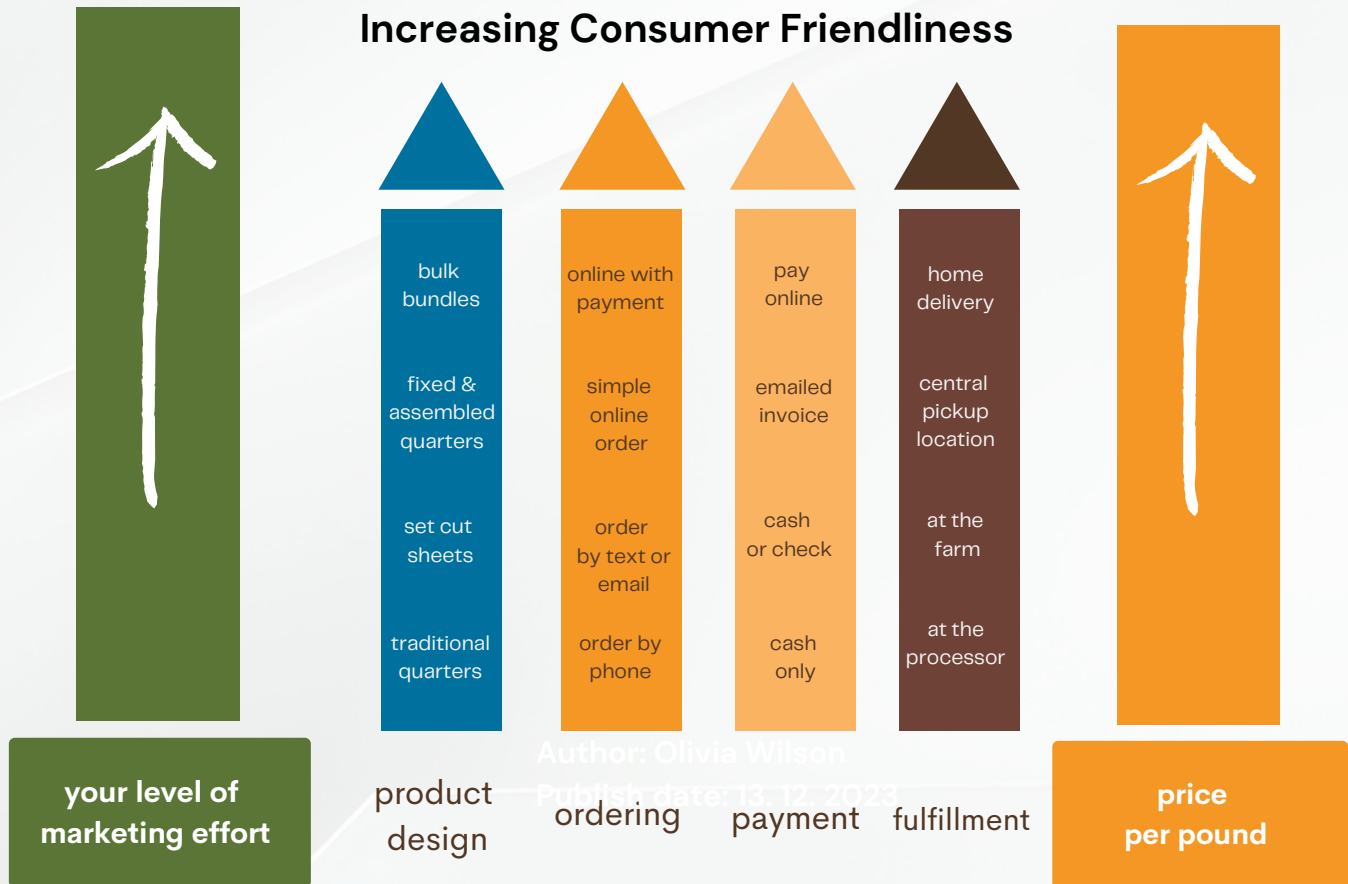 Increasing Consumer Friendliness
bulk
bundles
fixed &
assembled
quarters
set cut
sheets
traditional
quarters
online with
payment
simple
online
order
order
by text or
email
order by
phone
pay
online
emailed
invoice
cash
or check
cash
only
home
delivery
central
pickup
location
at the
farm
at the
processor
your level of
marketing effort
product
design
ordering
payment
fulfillment
price
per pound
Author: Olivia Wilson
Publish date: 13. 12. 2023